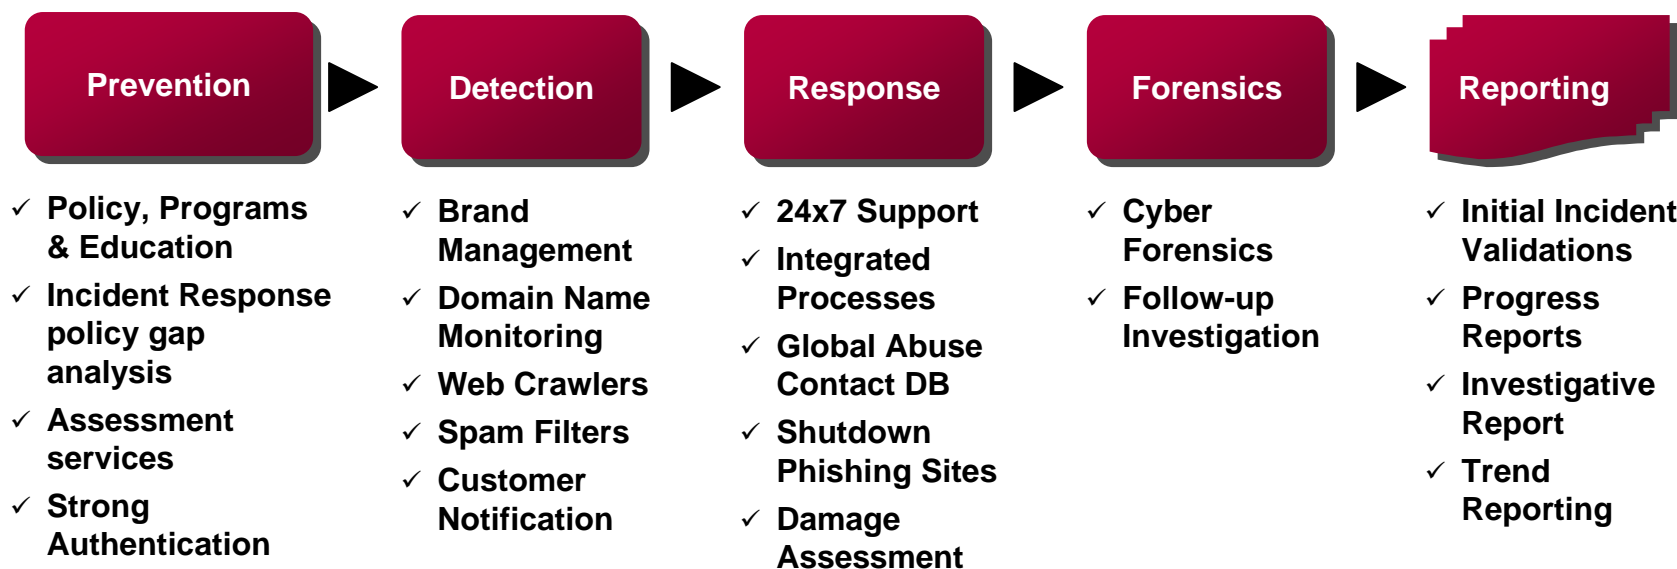 Prevention
Detection
Response
Forensics
Reporting
✓ Policy, Programs
& Education
✓ Incident Response
policy gap
analysis
✓ Assessment
services
✓ Strong
Authentication
✓ Brand
Management
✓ Domain Name
Monitoring
✓ Web Crawlers
✓ Spam Filters
✓ Customer
Notification
✓ 24x7 Support
✓ Integrated
Processes
✓ Global Abuse
Contact DB
✓ Shutdown
Phishing Sites
✓ Damage
Assessment
✓ Cyber
Forensics
✓ Follow-up
Investigation
✓ Initial Incident
Validations
✓ Progress
Reports
✓ Investigative
Report
✓ Trend
Reporting